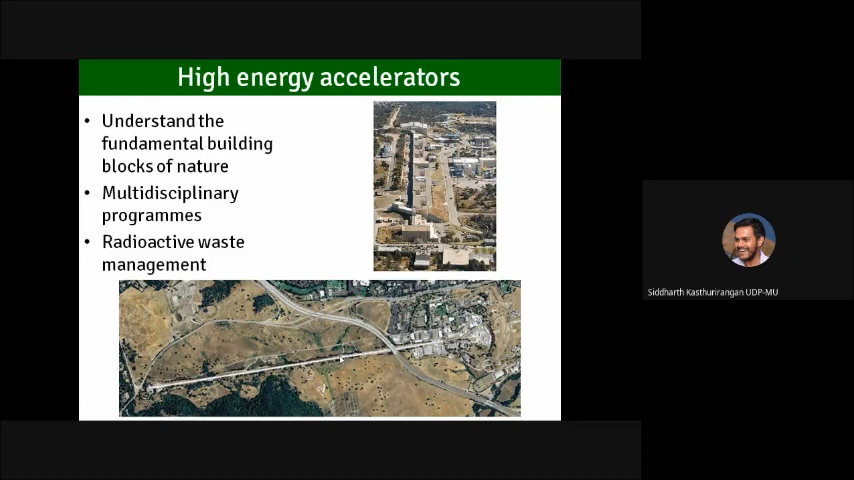 High energy accelerators
• Understand the
fundamental building
blocks of nature
• Multidisciplinary
programmes
• Radioactive waste
management
Siddharth Kasthurirangan UDP-MU